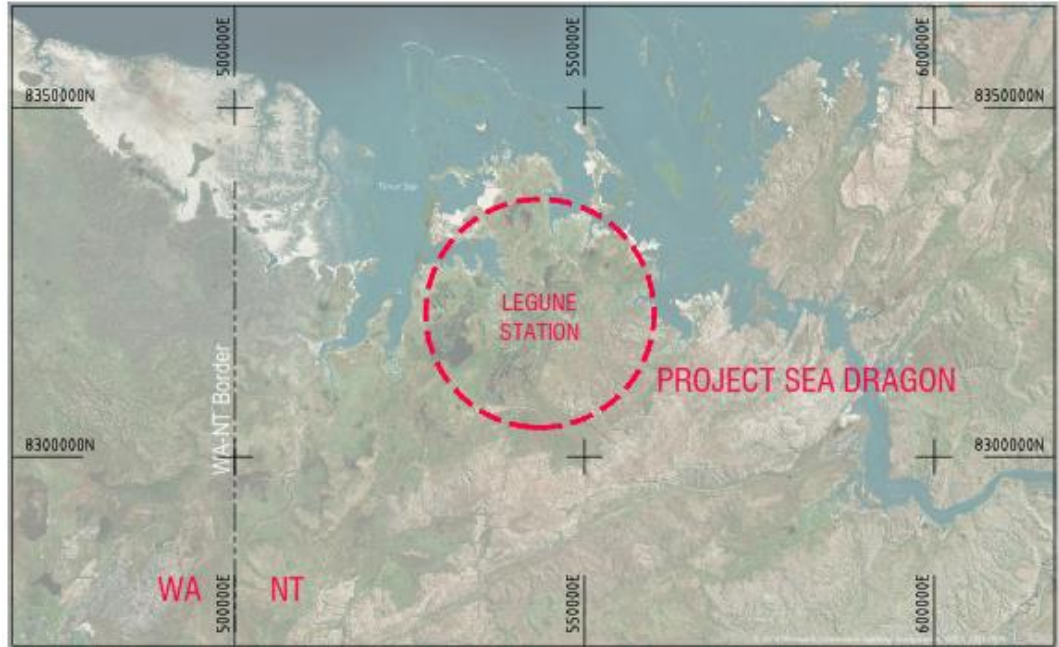 500000E
550000E
600000E
8350000N
8350000N
LEGUNE
STATION
WA-NT Border
PROJECT SEA DRAGON
8300000N
8300000N
WA
NT
500000E
550000E
600000E